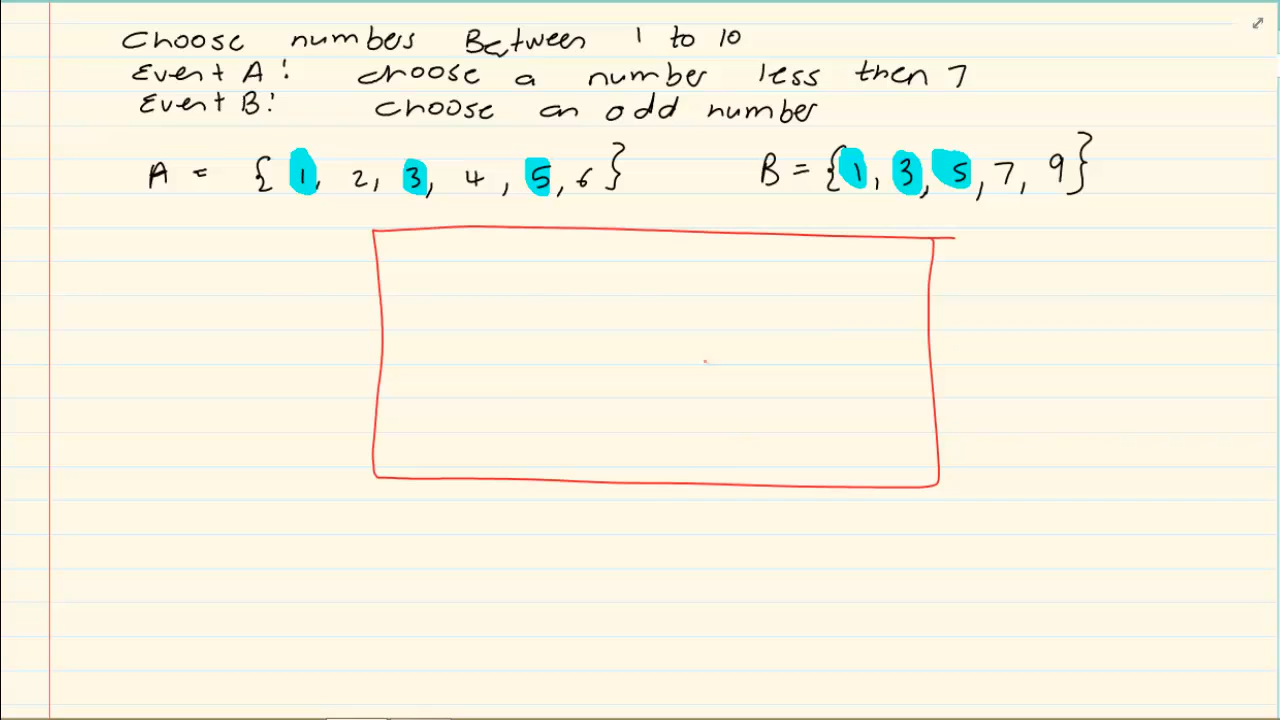 Choose numbers Between 1 to 10
Event A: choose a number less then 7
Event B: choose an odd number
A = { 1, 2, 3, 4, 5, 6 } B = { 1, 3, 5, 7, 9 }